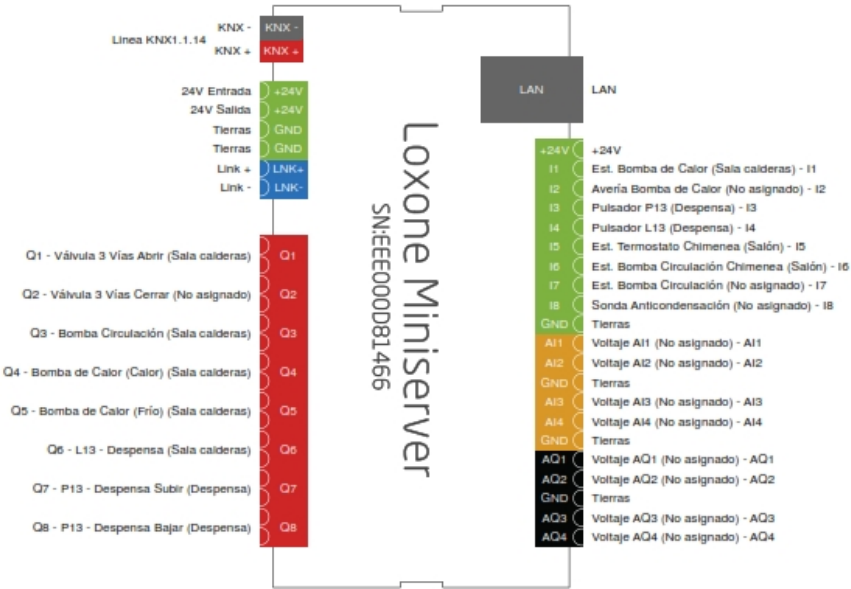 KNX - KNX -
Linea KNX1.1.14
KNX + KNX +
24V Entrada +24V
24V Salida +24V
Tierras GND
Tierras GND
Link + LNK+
Link - LNK-
Q1 - Válvula 3 Vías Abrir (Sala calderas) Q1
Q2 - Válvula 3 Vías Cerrar (No asignado) Q2
Q3 - Bomba Circulación (Sala calderas) Q3
Q4 - Bomba de Calor (Calor) (Sala calderas) Q4
Q5 - Bomba de Calor (Frío) (Sala calderas) Q5
Q6 - L13 - Despensa (Sala calderas) Q6
Q7 - P13 - Despensa Subir (Despensa) Q7
Q8 - P13 - Despensa Bajar (Despensa) Q8
Loxone Miniserver
SN:EEE000D81466
LAN LAN
+24V +24V
I1 Est. Bomba de Calor (Sala calderas) - I1
I2 Avería Bomba de Calor (No asignado) - I2
I3 Pulsador P13 (Despensa) - I3
I4 Pulsador L13 (Despensa) - I4
I5 Est. Termostato Chimenea (Salón) - I5
I6 Est. Bomba Circulación Chimenea (Salón) - I6
I7 Est. Bomba Circulación (No asignado) - I7
I8 Sonda Anticondensación (No asignado) - I8
GND Tierras
AI1 Voltaje AI1 (No asignado) - AI1
AI2 Voltaje AI2 (No asignado) - AI2
GND Tierras
AI3 Voltaje AI3 (No asignado) - AI3
AI4 Voltaje AI4 (No asignado) - AI4
GND Tierras
AQ1 Voltaje AQ1 (No asignado) - AQ1
AQ2 Voltaje AQ2 (No asignado) - AQ2
GND Tierras
AQ3 Voltaje AQ3 (No asignado) - AQ3
AQ4 Voltaje AQ4 (No asignado) - AQ4